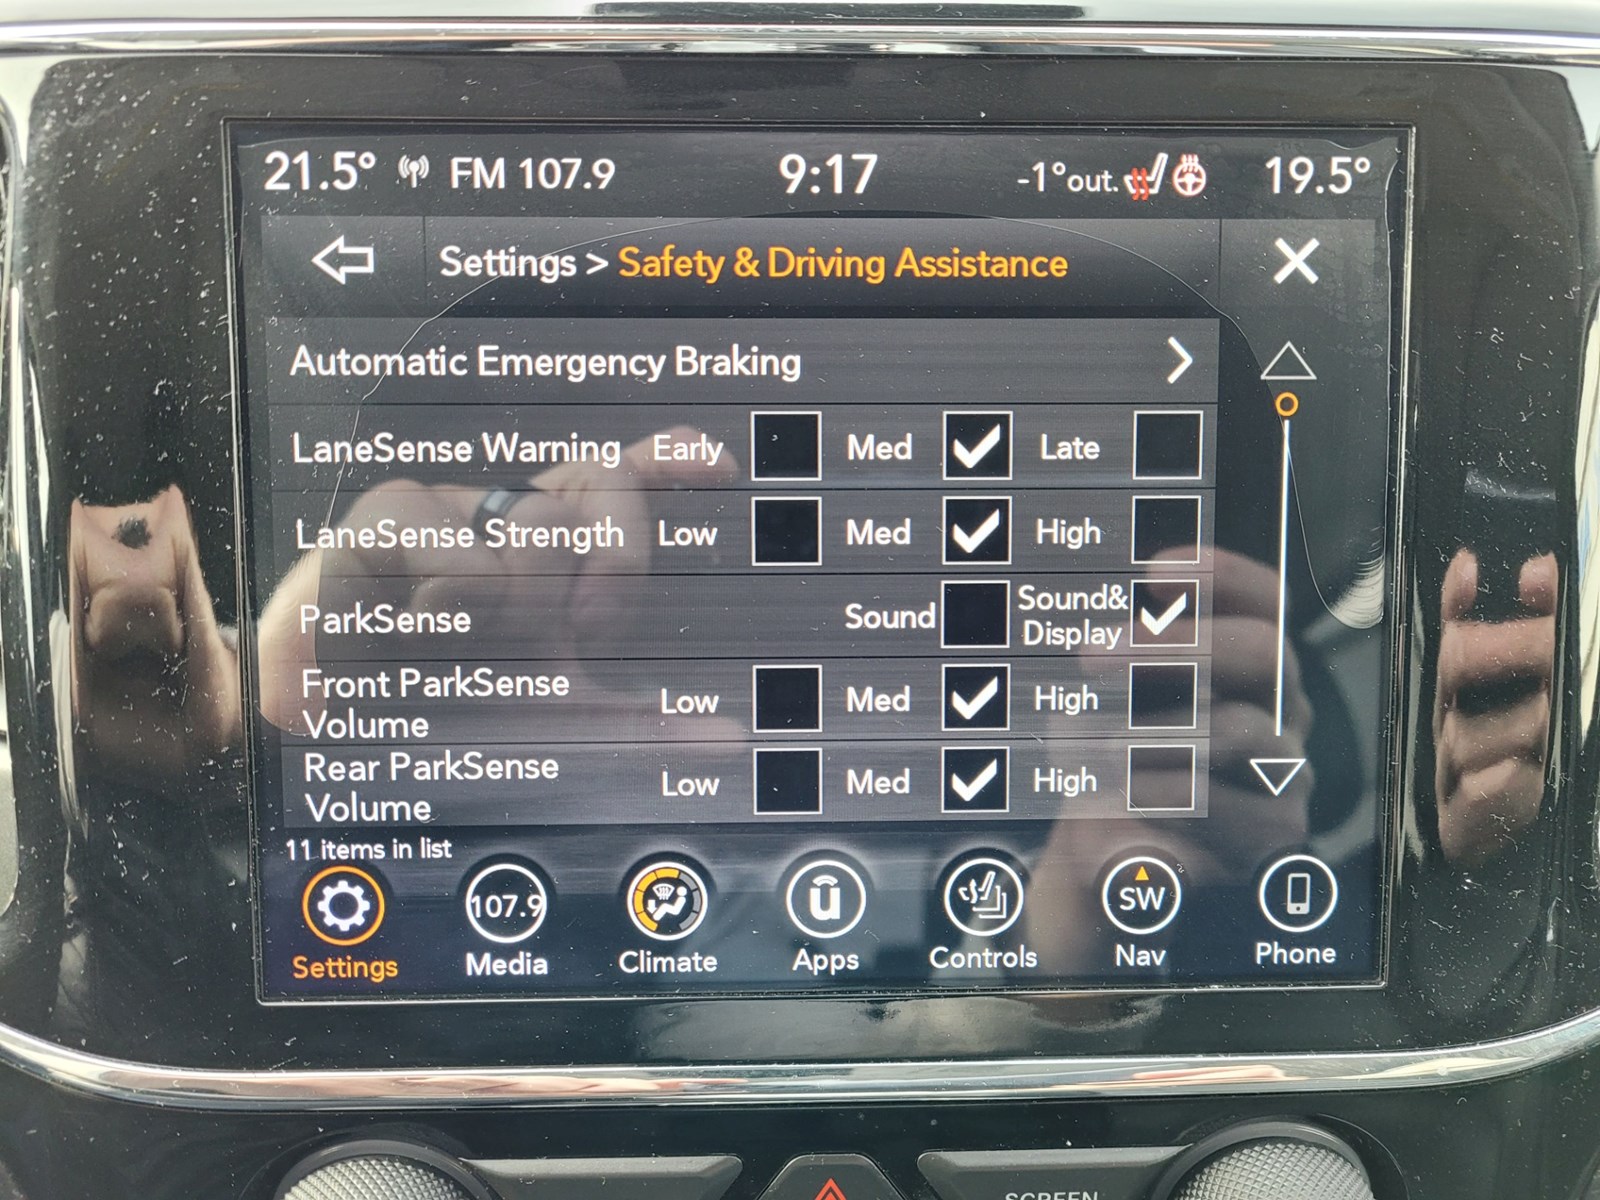 21.5° FM 107.9 9:17 -1°out. 19.5°
Settings > Safety & Driving Assistance
Automatic Emergency Braking
LaneSense Warning Early Med Late
LaneSense Strength Low Med High
ParkSense Sound Sound&
Display
Front ParkSense
Volume Low Med High
Rear ParkSense
Volume Low Med High
11 items in list
107.9 u SW
Settings Media Climate Apps Controls Nav Phone
SCREEN